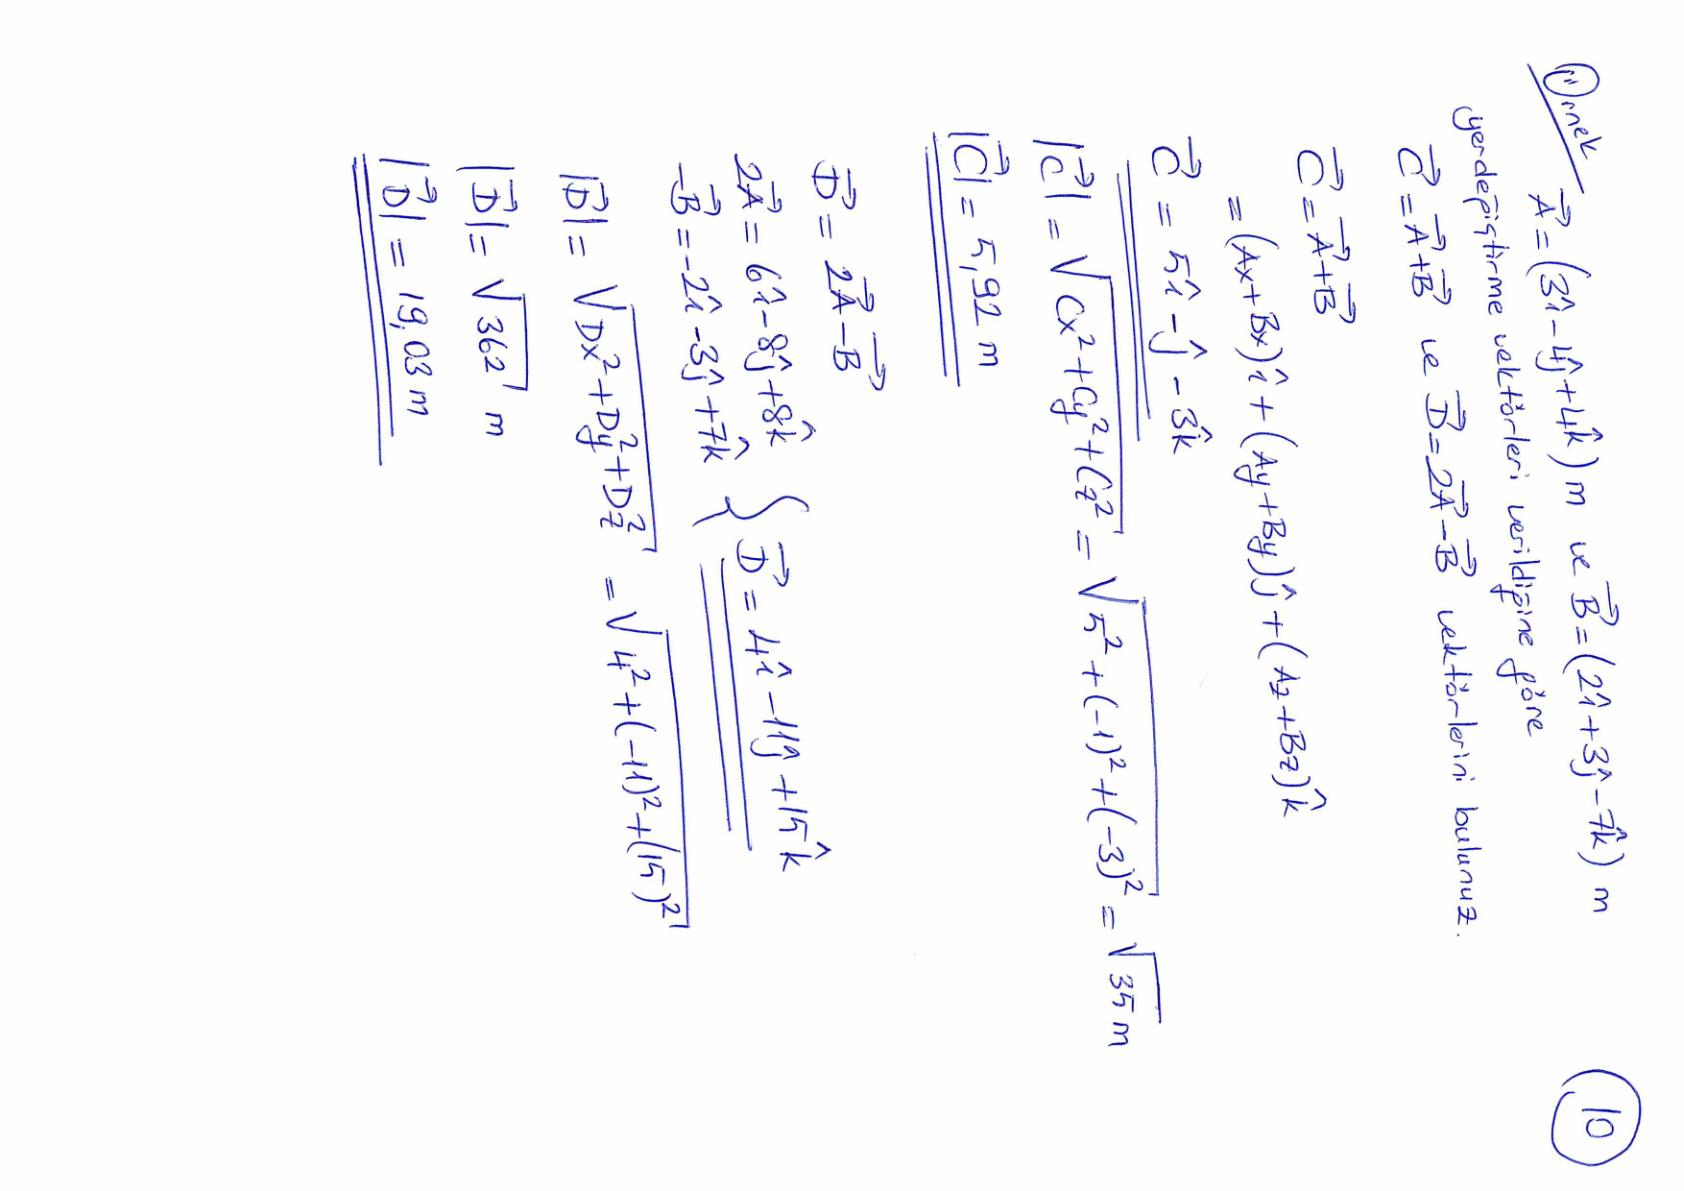 10
Örnek
A⃗ = (3î - 4ĵ + 4k̂) m ve B⃗ = (2î + 3ĵ - 7k̂) m
yerdeğiştirme vektörleri verildiğine göre
C⃗ = A⃗ + B⃗ ve D⃗ = 2A⃗ - B⃗ vektörlerini bulunuz.
C⃗ = A⃗ + B⃗
= (Ax + Bx)î + (Ay + By)ĵ + (Az + Bz)k̂
C⃗ = 5î - ĵ - 3k̂
|C⃗| = √(Cx² + Cy² + Cz²) = √(5² + (-1)² + (-3)²) = √35 m
|C⃗| = 5,92 m
D⃗ = 2A⃗ - B⃗
2A⃗ = 6î - 8ĵ + 8k̂
-B⃗ = -2î - 3ĵ + 7k̂ } D⃗ = 4î - 11ĵ + 15k̂
|D⃗| = √(Dx² + Dy² + Dz²) = √(4² + (-11)² + (15)²)
|D⃗| = √362 m
|D⃗| = 19,03 m